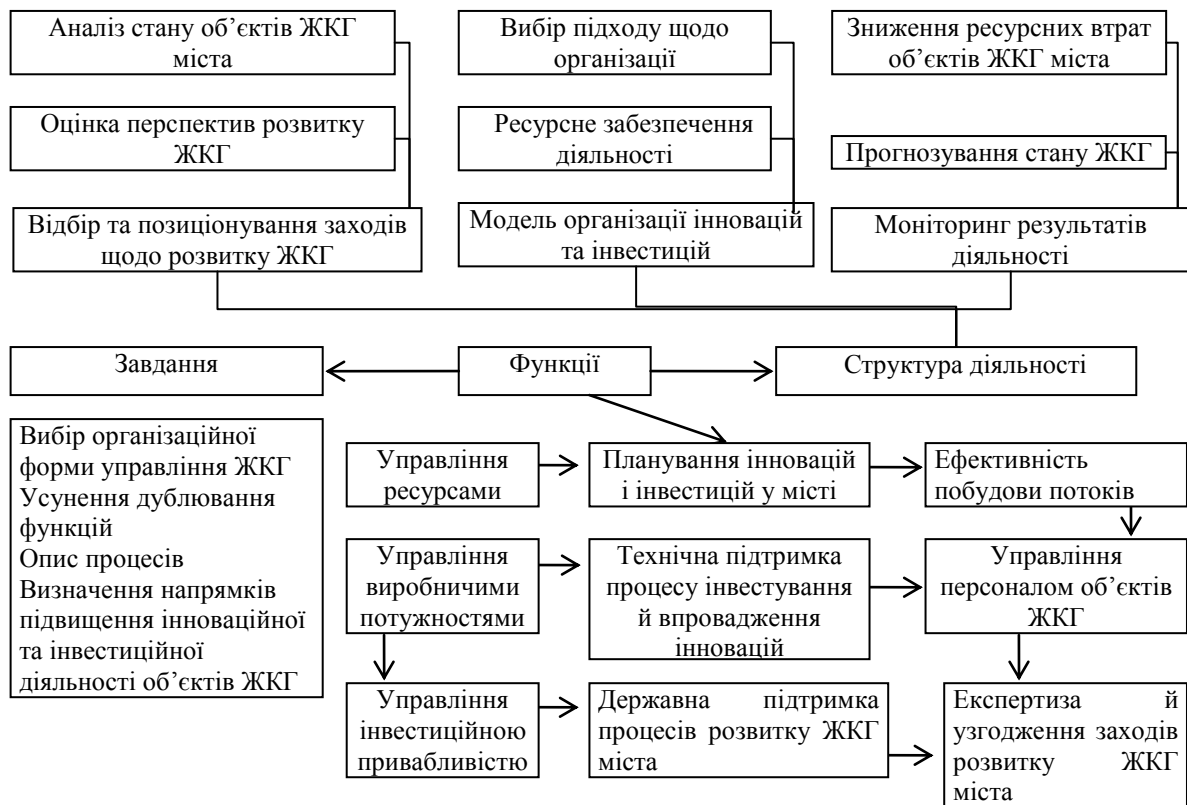 Аналіз стану об’єктів ЖКГ
міста
Вибір підходу щодо
організації
Зниження ресурсних втрат
об’єктів ЖКГ міста
Оцінка перспектив розвитку
ЖКГ
Ресурсне забезпечення
діяльності
Прогнозування стану ЖКГ
Відбір та позиціонування заходів
щодо розвитку ЖКГ
Модель організації інновацій
та інвестицій
Моніторинг результатів
діяльності
Завдання
Функції
Структура діяльності
Вибір організаційної
форми управління ЖКГ
Усунення дублювання
функцій
Опис процесів
Визначення напрямків
підвищення інноваційної
та інвестиційної
діяльності об’єктів ЖКГ
Управління
ресурсами
Планування інновацій
і інвестицій у місті
Ефективність
побудови потоків
Управління
виробничими
потужностями
Технічна підтримка
процесу інвестування
й впровадження
інновацій
Управління
персоналом об’єктів
ЖКГ
Управління
інвестиційною
привабливістю
Державна підтримка
процесів розвитку ЖКГ
міста
Експертиза й
узгодження заходів
розвитку ЖКГ
міста